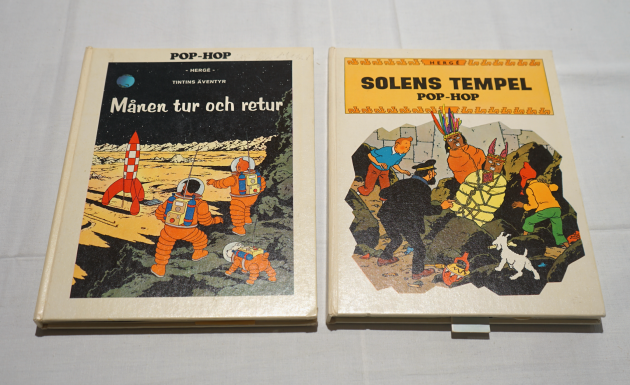 POP-HOP
- HERGÉ -
TINTINS ÄVENTYR
Månen tur och retur
HERGÉ
SOLENS TEMPEL
POP-HOP